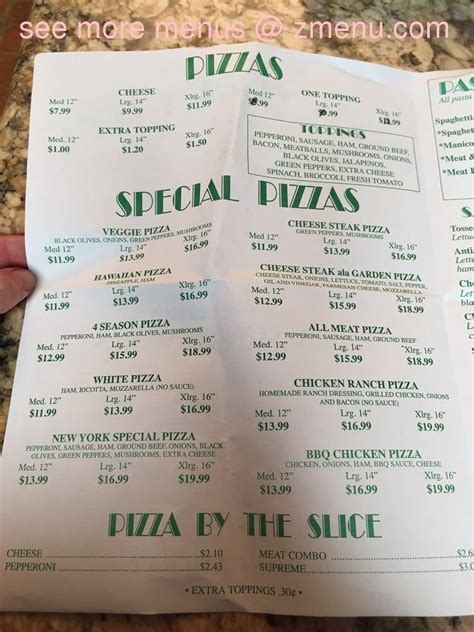 see more menus @ zmenu.com
PIZZAS
CHEESE
Med 12" Lrg. 14" Xlrg. 16"
$7.99 $9.99 $11.99
EXTRA TOPPING
Med 12" Lrg. 14" Xlrg. 16"
$1.00 $1.20 $1.50
ONE TOPPING
Med 12" Lrg. 14" Xlrg. 16"
TOPPINGS
PEPPERONI, SAUSAGE, HAM, GROUND BEEF,
BACON, MEATBALLS, MUSHROOMS, ONIONS,
BLACK OLIVES, JALAPENOS,
GREEN PEPPERS, EXTRA CHEESE
SPINACH, BROCCOLI, FRESH TOMATO
SPECIAL PIZZAS
VEGGIE PIZZA
BLACK OLIVES, ONIONS, GREEN PEPPERS, MUSHROOMS
Med. 12" Lrg. 14" Xlrg. 16"
$11.99 $13.99 $16.99
HAWAIIAN PIZZA
PINEAPPLE, HAM
Med. 12" Lrg. 14" Xlrg. 16"
$11.99 $13.99 $16.99
4 SEASON PIZZA
PEPPERONI, HAM, BLACK OLIVES, MUSHROOMS
Med. 12" Lrg. 14" Xlrg. 16"
$12.99 $15.99 $18.99
WHITE PIZZA
HAM, RICOTTA, MOZZARELLA (NO SAUCE)
Med. 12" Lrg. 14" Xlrg. 16"
$11.99 $13.99 $16.99
NEW YORK SPECIAL PIZZA
PEPPERONI, SAUSAGE, HAM, GROUND BEEF, ONIONS, BLACK
OLIVES, GREEN PEPPERS, MUSHROOMS, EXTRA CHEESE
Med. 12" Lrg. 14" Xlrg. 16"
$13.99 $16.99 $19.99
CHEESE STEAK PIZZA
GREEN PEPPERS, MUSHROOMS
Med. 12" Lrg. 14" Xlrg. 16"
$11.99 $13.99 $16.99
CHEESE STEAK ala GARDEN PIZZA
CHEESE STEAK, ONIONS, LETTUCE, TOMATO, SALT, PEPPER,
OIL AND VINEGAR, PARMESAN CHEESE, MOZZARELLA
Med. 12" Lrg. 14" Xlrg. 16"
$12.99 $15.99 $18.99
ALL MEAT PIZZA
PEPPERONI, SAUSAGE, HAM, GROUND BEEF, BACON
Med. 12" Lrg. 14" Xlrg. 16"
$12.99 $15.99 $18.99
CHICKEN RANCH PIZZA
HOMEMADE RANCH DRESSING, GRILLED CHICKEN, ONIONS
AND BACON (NO SAUCE)
Med. 12" Lrg. 14" Xlrg. 16"
$13.99 $16.99 $19.99
BBQ CHICKEN PIZZA
CHICKEN, ONIONS, HAM, BBQ SAUCE, CHEESE
Med. 12" Lrg. 14" Xlrg. 16"
$13.99 $16.99 $19.99
PIZZA BY THE SLICE
CHEESE $2.10
PEPPERONI $2.43
MEAT COMBO
SUPREME
• EXTRA TOPPINGS .30¢ •
PAS
All pasta
Spaghetti
*Spagh
*Manico
*Meat
*Meat
Tosse
Lettu
Anti
Lettu